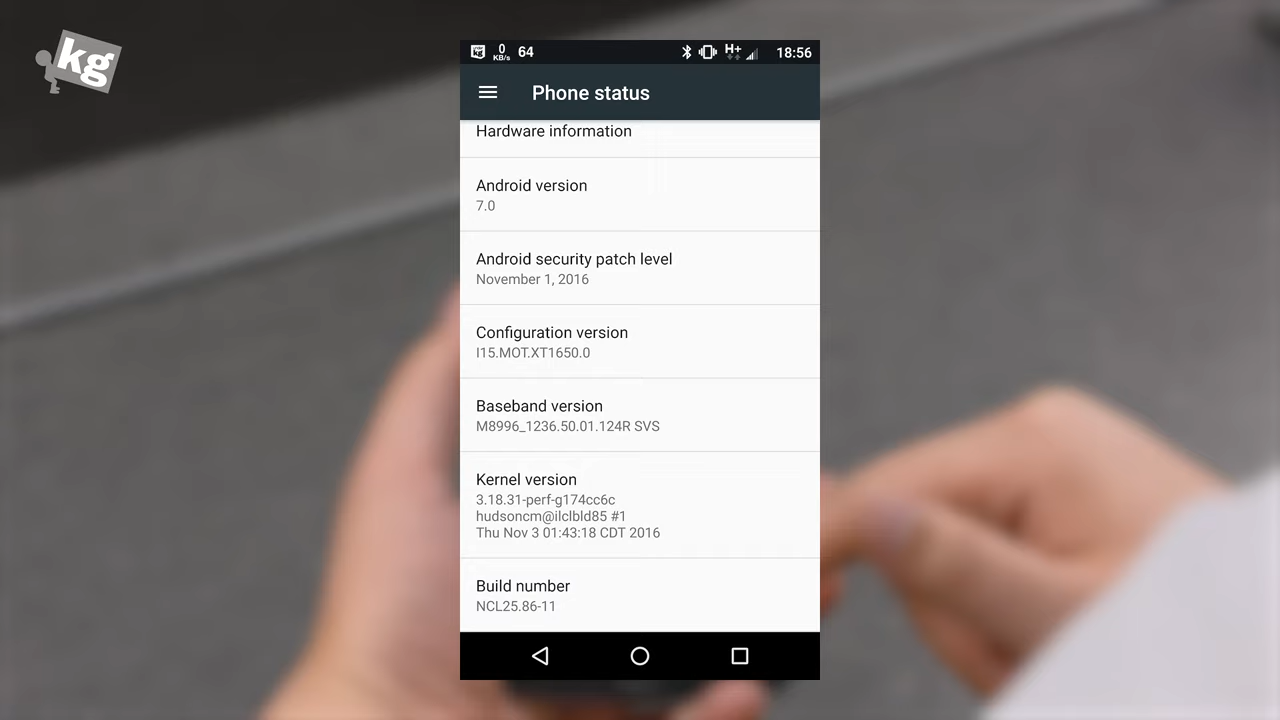 kg
0
KB/s
64
H+
18:56
Phone status
Hardware information
Android version
7.0
Android security patch level
November 1, 2016
Configuration version
I15.MOT.XT1650.0
Baseband version
M8996_1236.50.01.124R SVS
Kernel version
3.18.31-perf-g174cc6c
hudsoncm@ilclbld85 #1
Thu Nov 3 01:43:18 CDT 2016
Build number
NCL25.86-11